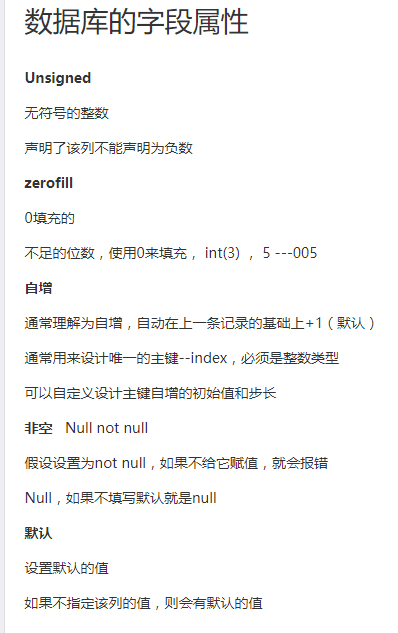 数据库的字段属性
Unsigned
无符号的整数
声明了该列不能声明为负数
zerofill
0填充的
不足的位数，使用0来填充， int(3) ， 5 ---005
自增
通常理解为自增，自动在上一条记录的基础上+1（默认）
通常用来设计唯一的主键--index，必须是整数类型
可以自定义设计主键自增的初始值和步长
非空 Null not null
假设设置为not null，如果不给它赋值，就会报错
Null，如果不填写默认就是null
默认
设置默认的值
如果不指定该列的值，则会有默认的值